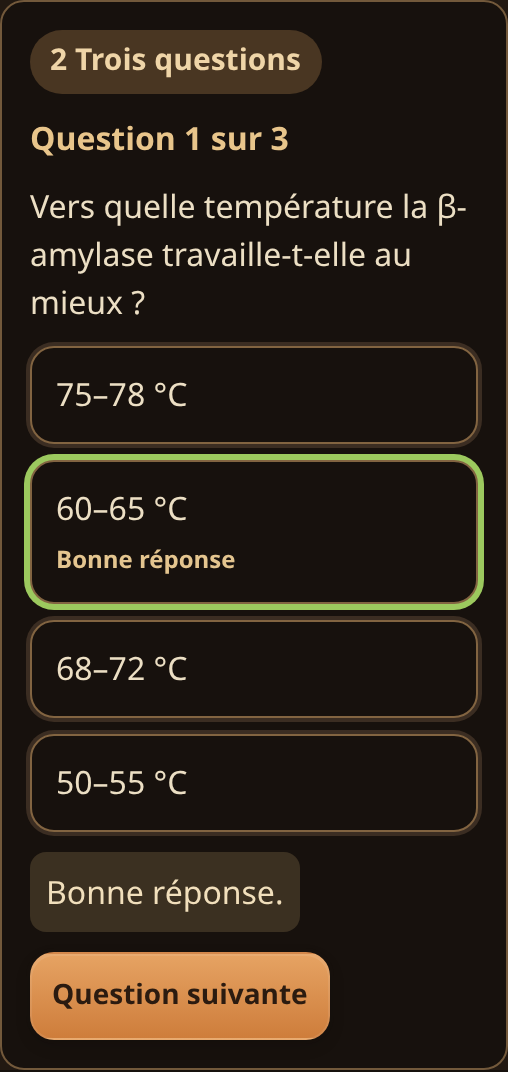 2 Trois questions
Question 1 sur 3
Vers quelle température la β-
amylase travaille-t-elle au
mieux ?
75–78 °C
60–65 °C
Bonne réponse
68–72 °C
50–55 °C
Bonne réponse.
Question suivante